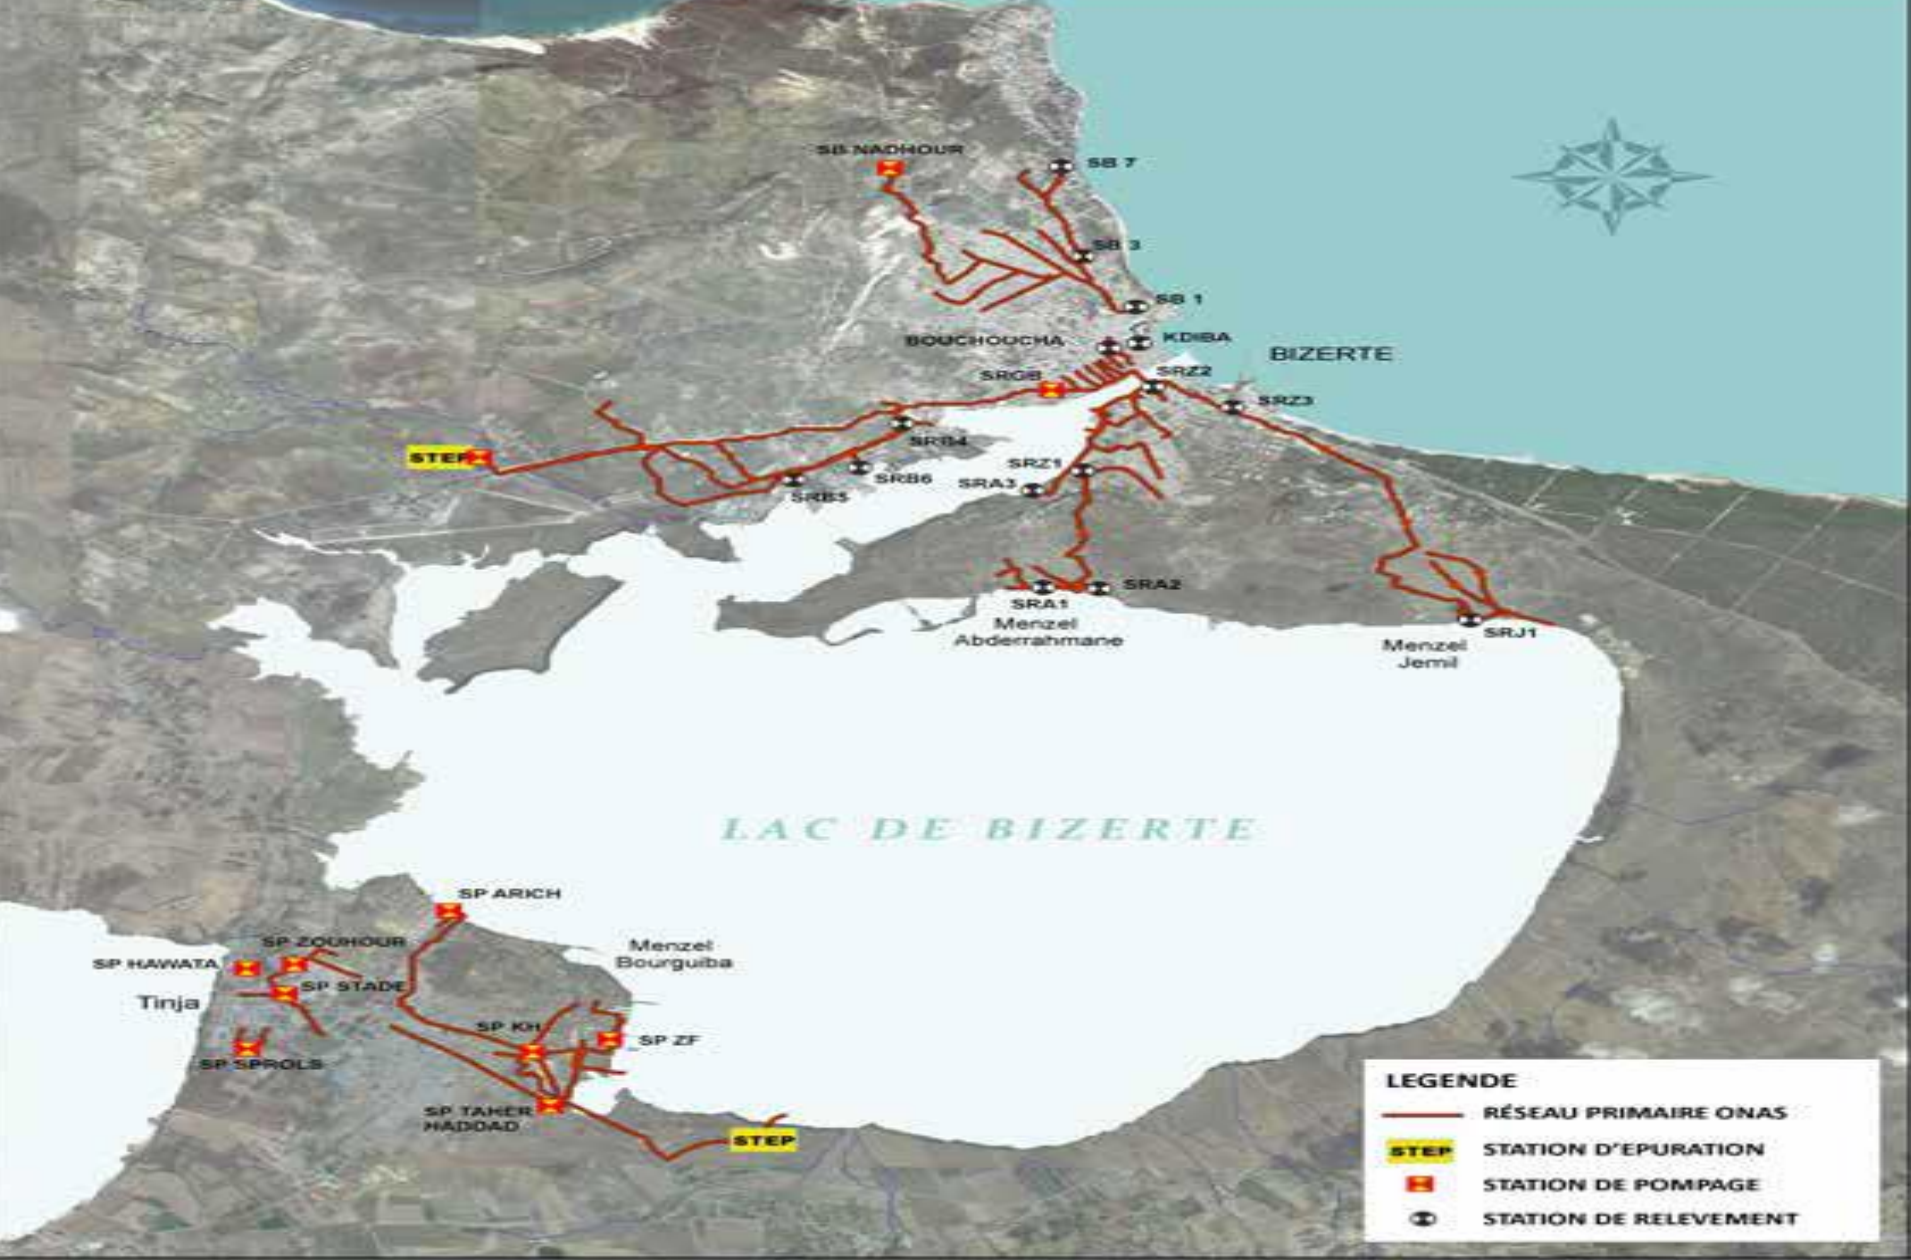 SB NADHOUR
SB 7
SB 3
SB 1
BOUCHOUCHA
KDIBA
BIZERTE
SRGB
SRZ2
SRZ3
STEP
SRB4
SRB6
SRB5
SRZ1
SRA3
SRA1
SRA2
Menzel
Abderrahmane
SRJ1
Menzel
Jemil
LAC DE BIZERTE
SP ARICH
SP ZOUHOUR
SP HAWATA
SP STADE
Tinja
Menzel
Bourguiba
SP KH
SP ZF
SP SPROLS
SP TAHER
HADDAD
STEP
LEGENDE
RÉSEAU PRIMAIRE ONAS
STEP STATION D'EPURATION
STATION DE POMPAGE
STATION DE RELEVEMENT